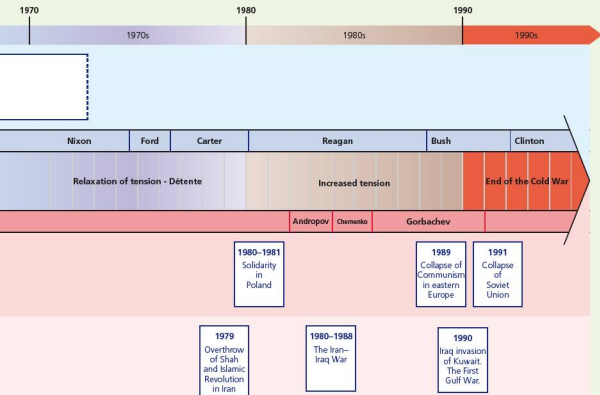 1970
1980
1990
1970s
1980s
1990s
Nixon
Ford
Carter
Reagan
Bush
Clinton
Relaxation of tension - Détente
Increased tension
End of the Cold War
Andropov
Chernenko
Gorbachev
1980–1981
Solidarity
in
Poland
1989
Collapse of
Communism
in eastern
Europe
1991
Collapse
of
Soviet
Union
1979
Overthrow
of Shah
and Islamic
Revolution
in Iran
1980–1988
The Iran–
Iraq War
1990
Iraq invasion
of Kuwait.
The First
Gulf War.